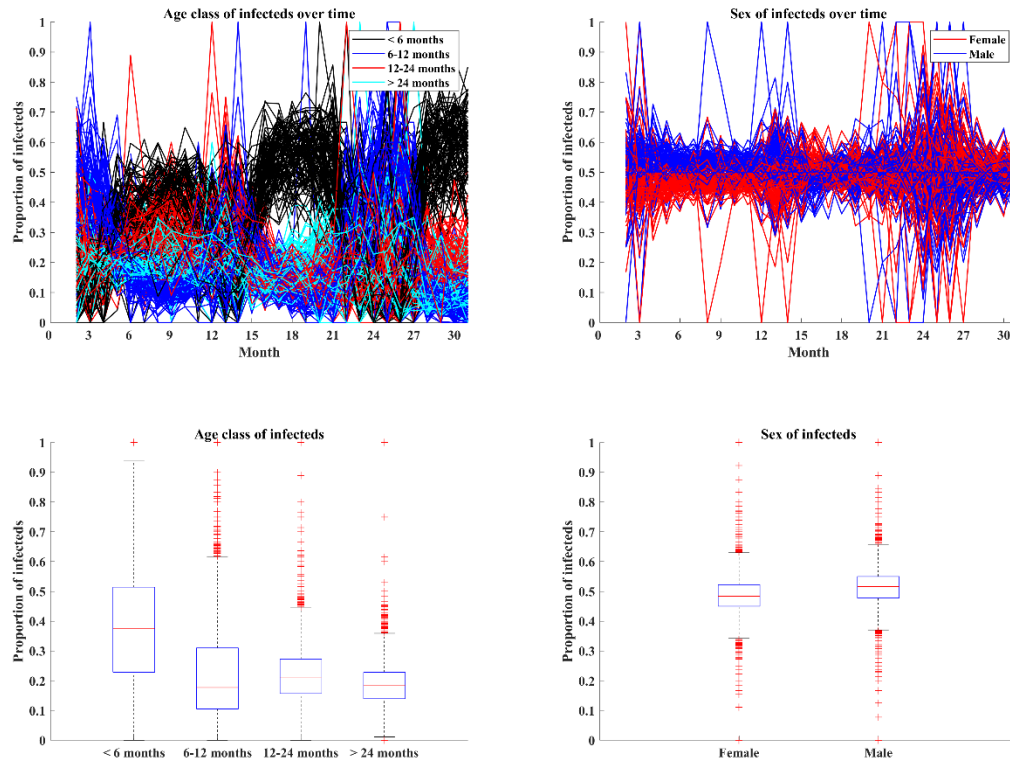 Age class of infecteds over time
Proportion of infecteds
1
0.9
0.8
0.7
0.6
0.5
0.4
0.3
0.2
0.1
0
< 6 months
6-12 months
12-24 months
> 24 months
0 3 6 9 12 15 18 21 24 27 30
Month
Sex of infecteds over time
Proportion of infecteds
1
0.9
0.8
0.7
0.6
0.5
0.4
0.3
0.2
0.1
0
Female
Male
0 3 6 9 12 15 18 21 24 27 30
Month
Age class of infecteds
Proportion of infecteds
1
0.9
0.8
0.7
0.6
0.5
0.4
0.3
0.2
0.1
0
< 6 months 6-12 months 12-24 months > 24 months
Sex of infecteds
Proportion of infecteds
1
0.9
0.8
0.7
0.6
0.5
0.4
0.3
0.2
0.1
0
Female Male